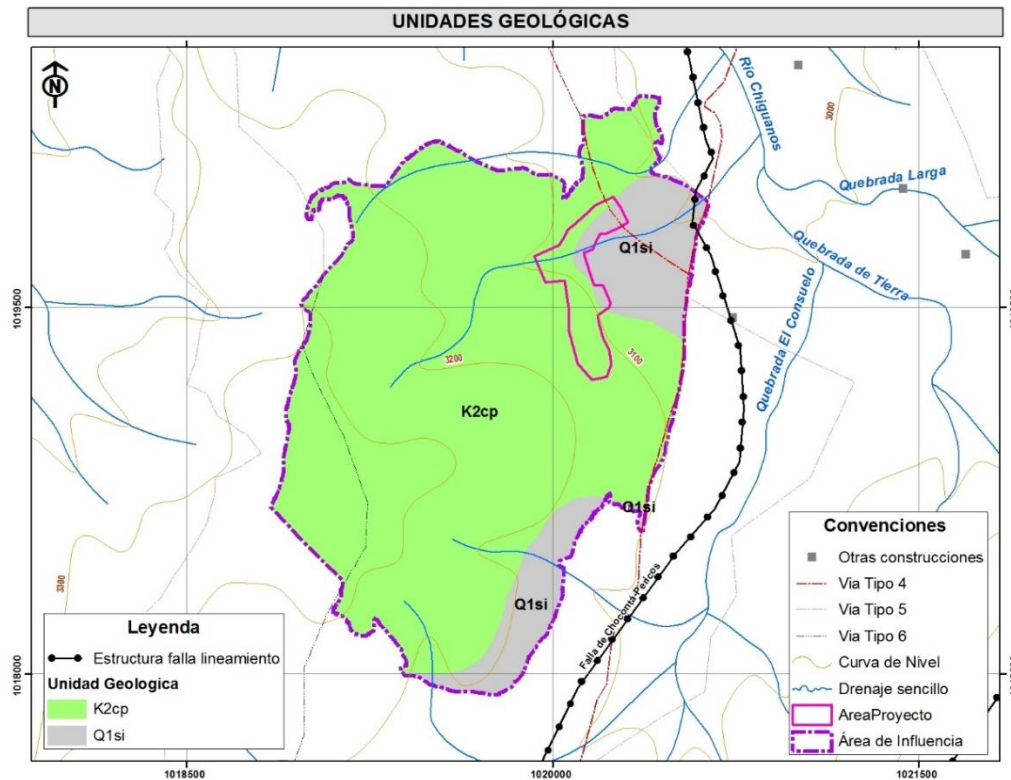 UNIDADES GEOLÓGICAS
N
Río Chiguanos
3000
Quebrada Larga
Q1si
Quebrada de Tierra
1019500
3100
3200
Quebrada El Consuelo
K2cp
Q1si
3300
Q1si
Falla de Chocontá-Pericos
1018000
Leyenda
Estructura falla lineamiento
Unidad Geologica
K2cp
Q1si
Convenciones
Otras construcciones
Via Tipo 4
Via Tipo 5
Via Tipo 6
Curva de Nivel
Drenaje sencillo
AreaProyecto
Área de Influencia
1018500
1020000
1021500